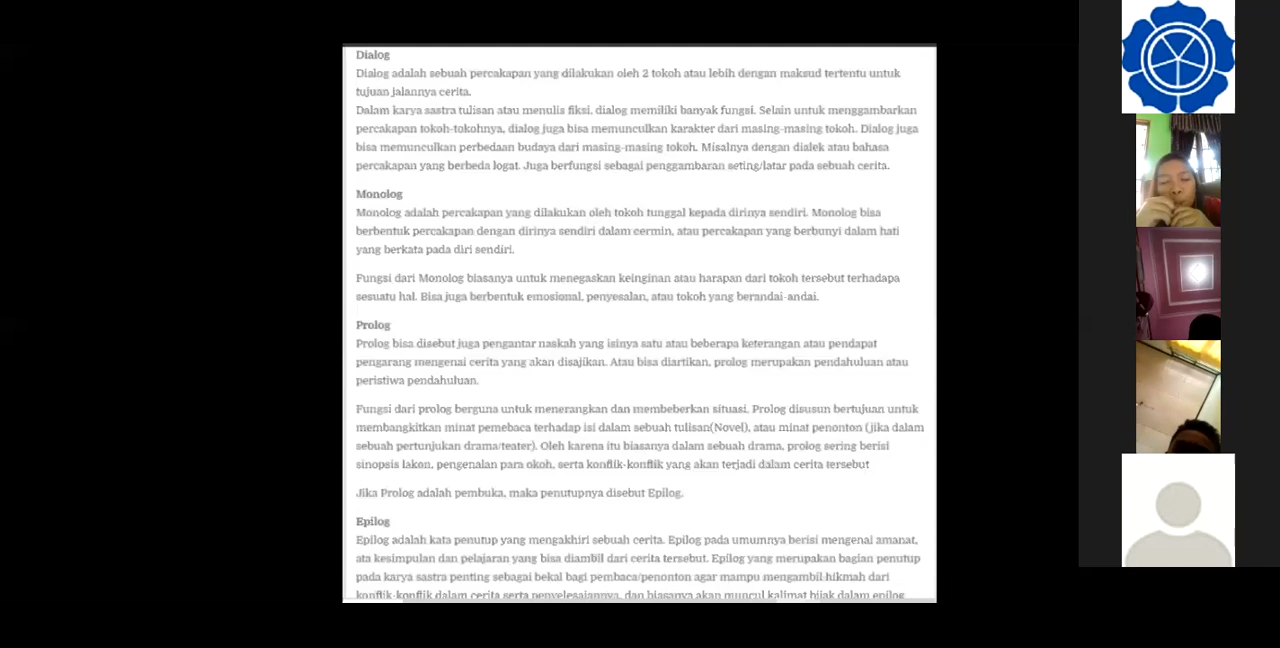 Dialog
Dialog adalah sebuah percakapan yang dilakukan oleh 2 tokoh atau lebih dengan maksud tertentu untuk
tujuan jalannya cerita.
Dalam karya sastra tulisan atau menulis fiksi, dialog memiliki banyak fungsi. Selain untuk menggambarkan
percakapan tokoh-tokohnya, dialog juga bisa memunculkan karakter dari masing-masing tokoh. Dialog juga
bisa memunculkan perbedaan budaya dari masing-masing tokoh. Misalnya dengan dialek atau bahasa
percakapan yang berbeda logat. Juga berfungsi sebagai penggambaran seting/latar pada sebuah cerita.
Monolog
Monolog adalah percakapan yang dilakukan oleh tokoh tunggal kepada dirinya sendiri. Monolog bisa
berbentuk percakapan dengan dirinya sendiri dalam cermin, atau percakapan yang berbunyi dalam hati
yang berkata pada diri sendiri.
Fungsi dari Monolog biasanya untuk menegaskan keinginan atau harapan dari tokoh tersebut terhadapa
sesuatu hal. Bisa juga berbentuk emosional, penyesalan, atau tokoh yang berandai-andai.
Prolog
Prolog bisa disebut juga pengantar naskah yang isinya satu atau beberapa keterangan atau pendapat
pengarang mengenai cerita yang akan disajikan. Atau bisa diartikan, prolog merupakan pendahuluan atau
peristiwa pendahuluan.
Fungsi dari prolog berguna untuk menerangkan dan membeberkan situasi. Prolog disusun bertujuan untuk
membangkitkan minat pemebaca terhadap isi dalam sebuah tulisan(Novel), atau minat penonton (jika dalam
sebuah pertunjukan drama/teater). Oleh karena itu biasanya dalam sebuah drama, prolog sering berisi
sinopsis lakon, pengenalan para okoh, serta konflik-konflik yang akan terjadi dalam cerita tersebut
Jika Prolog adalah pembuka, maka penutupnya disebut Epilog.
Epilog
Epilog adalah kata penutup yang mengakhiri sebuah cerita. Epilog pada umumnya berisi mengenai amanat,
ata kesimpulan dan pelajaran yang bisa diambil dari cerita tersebut. Epilog yang merupakan bagian penutup
pada karya sastra penting sebagai bekal bagi pembaca/penonton agar mampu mengambil hikmah dari
konflik-konflik dalam cerita serta penyelesaiannya, dan biasanya akan muncul kalimat bijak dalam epilog